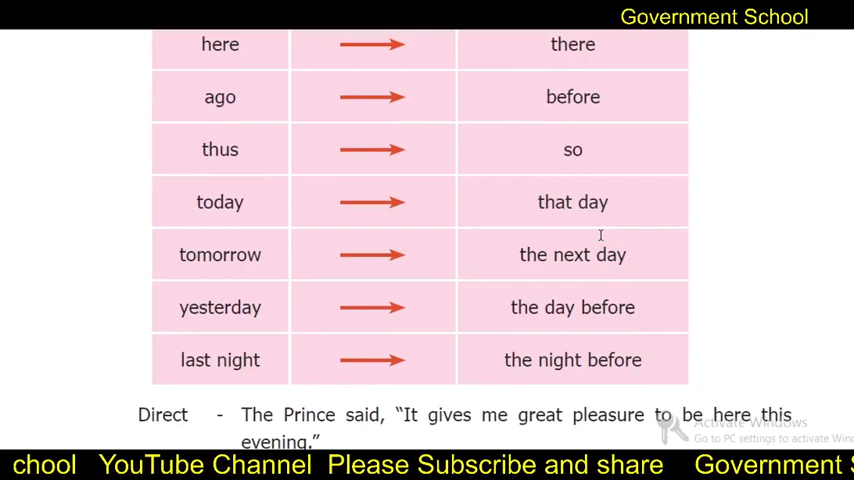 Government School
here there
ago before
thus so
today that day
tomorrow the next day
yesterday the day before
last night the night before
Direct - The Prince said, “It gives me great pleasure to be here this
evening.”
Activate Windows
Go to PC settings to activate Win
chool YouTube Channel Please Subscribe and share Government S